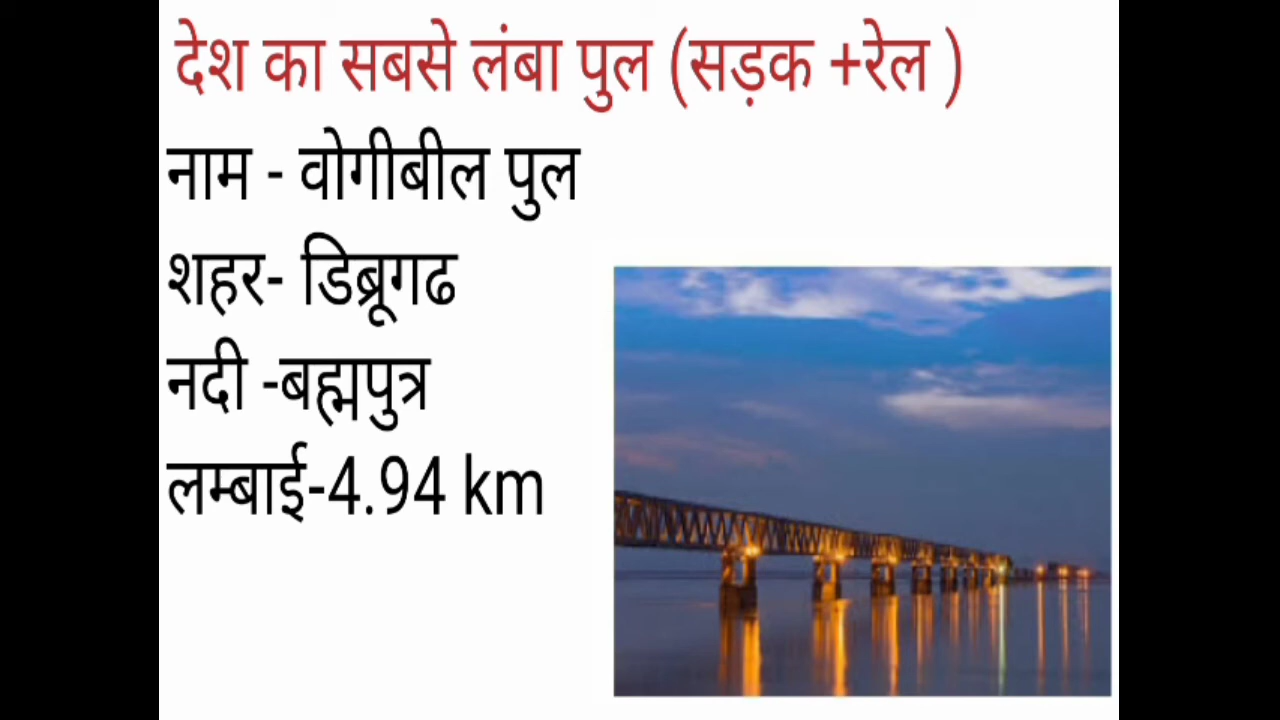 देश का सबसे लंबा पुल (सड़क +रेल )
नाम - वोगीबील पुल
शहर- डिब्रूगढ
नदी -बह्मपुत्र
लम्बाई-4.94 km